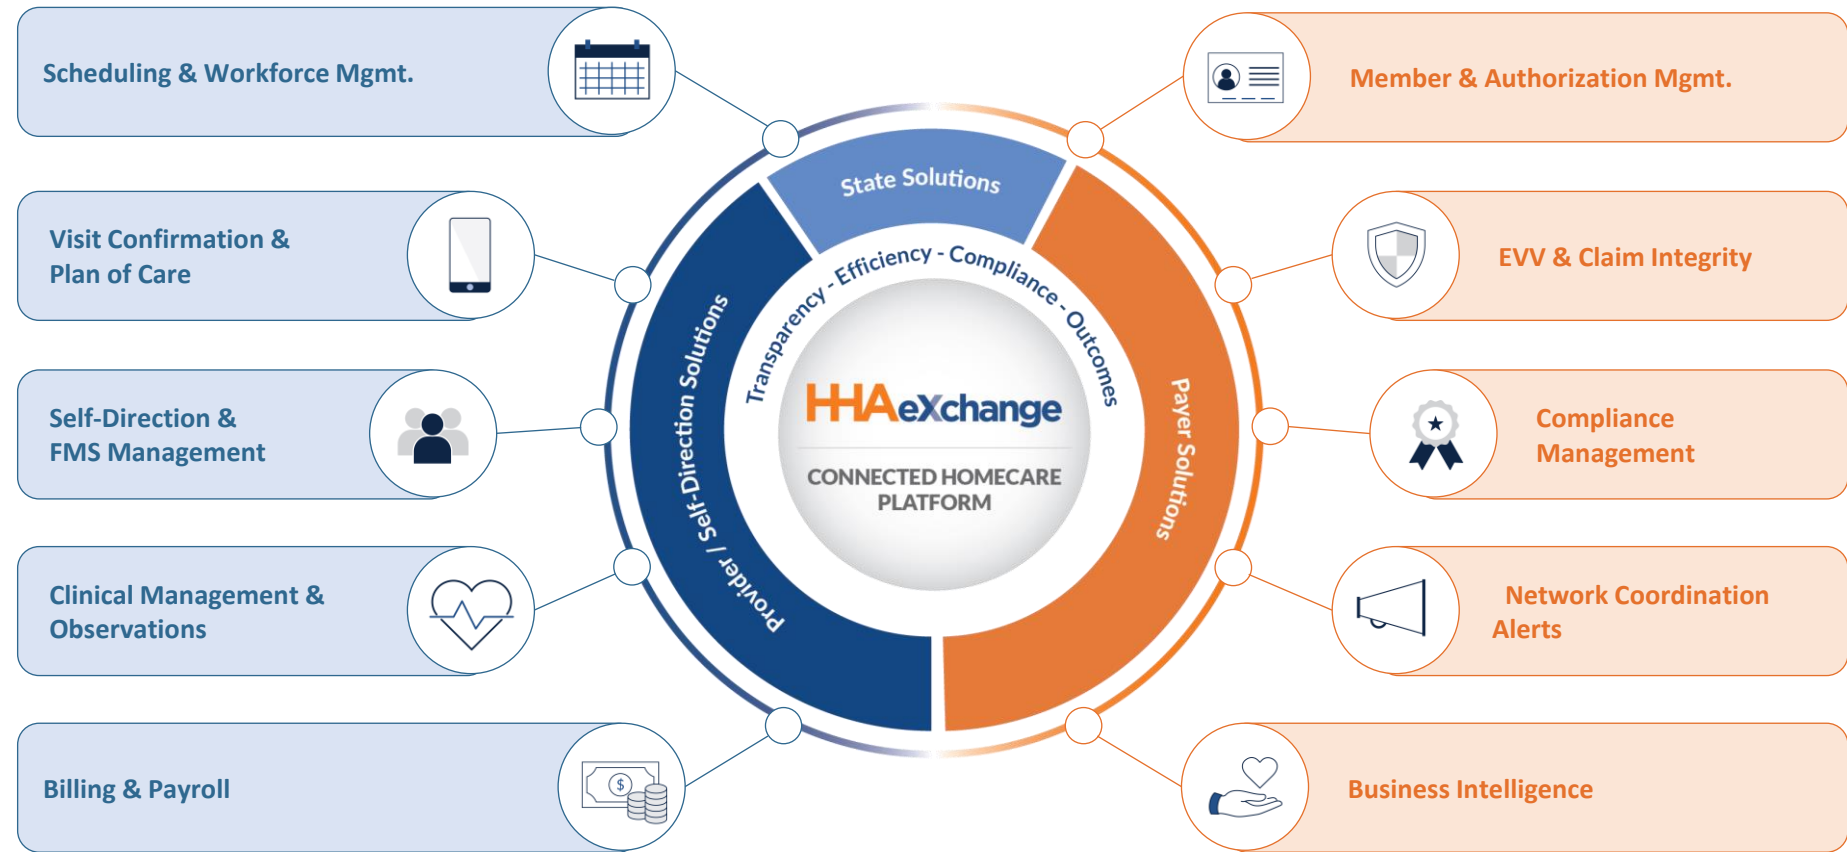 Scheduling & Workforce Mgmt.
Visit Confirmation &
Plan of Care
Self-Direction &
FMS Management
Clinical Management &
Observations
Billing & Payroll
$
State Solutions
Provider / Self-Direction Solutions
Payer Solutions
Transparency - Efficiency - Compliance - Outcomes
HHAeXchange
CONNECTED HOMECARE
PLATFORM
Member & Authorization Mgmt.
EVV & Claim Integrity
Compliance
Management
Network Coordination
Alerts
Business Intelligence